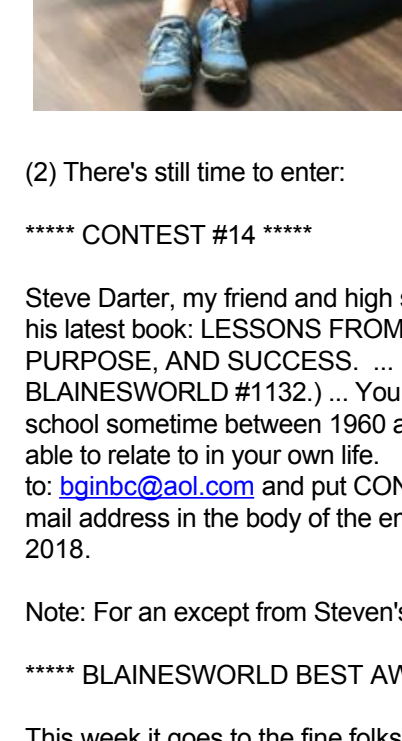 (2) There's still time to enter:
***** CONTEST #14 *****
Steve Darter, my friend and high
his latest book: LESSONS FROM
PURPOSE, AND SUCCESS. ...
BLAINESWORLD #1132.) ... You
school sometime between 1960
able to relate to in your own life.
to: bginbc@aol.com and put
mail address in the body of the
2018.
Note: For an except from Steven's
***** BLAINESWORLD BEST
This week it goes to the fine folks